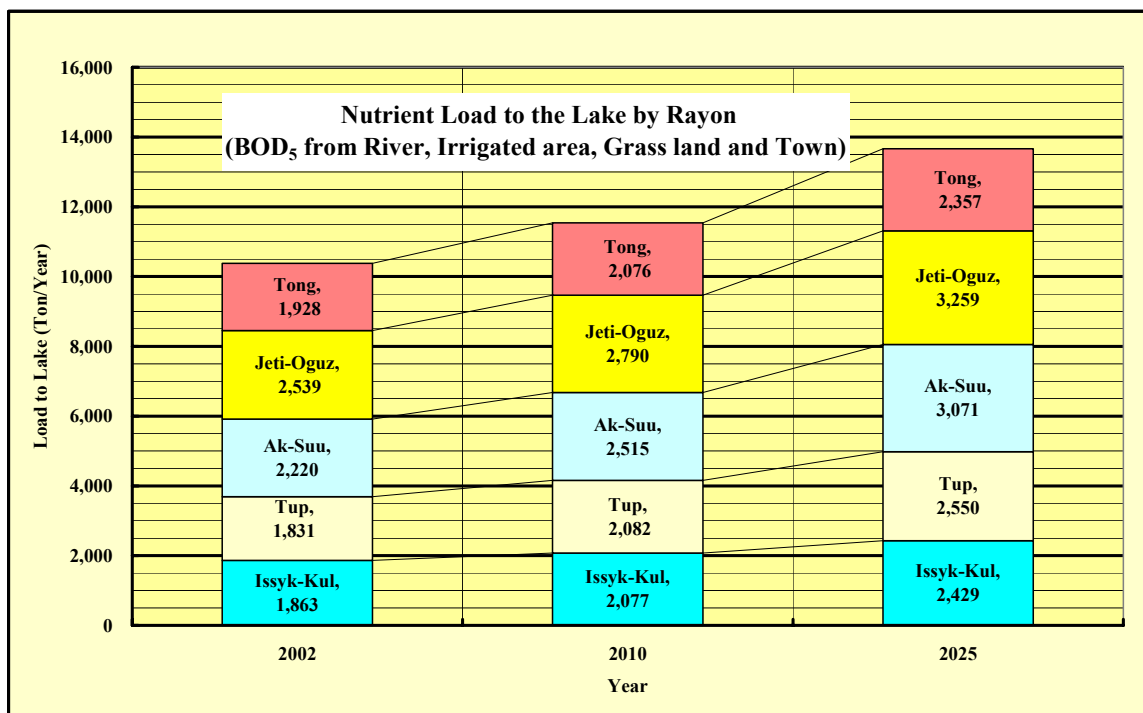 Nutrient Load to the Lake by Rayon
(BOD₅ from River, Irrigated area, Grass land and Town)
Load to Lake (Ton/Year)
16,000
14,000
12,000
10,000
8,000
6,000
4,000
2,000
0
Tong,
1,928
Jeti-Oguz,
2,539
Ak-Suu,
2,220
Tup,
1,831
Issyk-Kul,
1,863
Tong,
2,076
Jeti-Oguz,
2,790
Ak-Suu,
2,515
Tup,
2,082
Issyk-Kul,
2,077
Tong,
2,357
Jeti-Oguz,
3,259
Ak-Suu,
3,071
Tup,
2,550
Issyk-Kul,
2,429
2002
2010
2025
Year